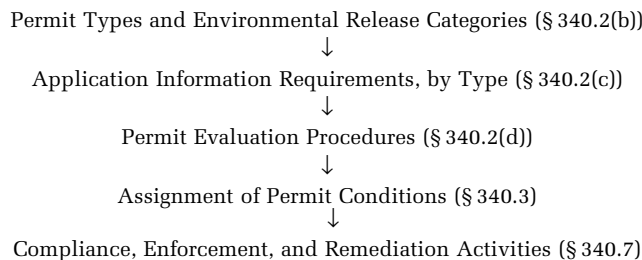 Permit Types and Environmental Release Categories (§ 340.2(b))
↓
Application Information Requirements, by Type (§ 340.2(c))
↓
Permit Evaluation Procedures (§ 340.2(d))
↓
Assignment of Permit Conditions (§ 340.3)
↓
Compliance, Enforcement, and Remediation Activities (§ 340.7)